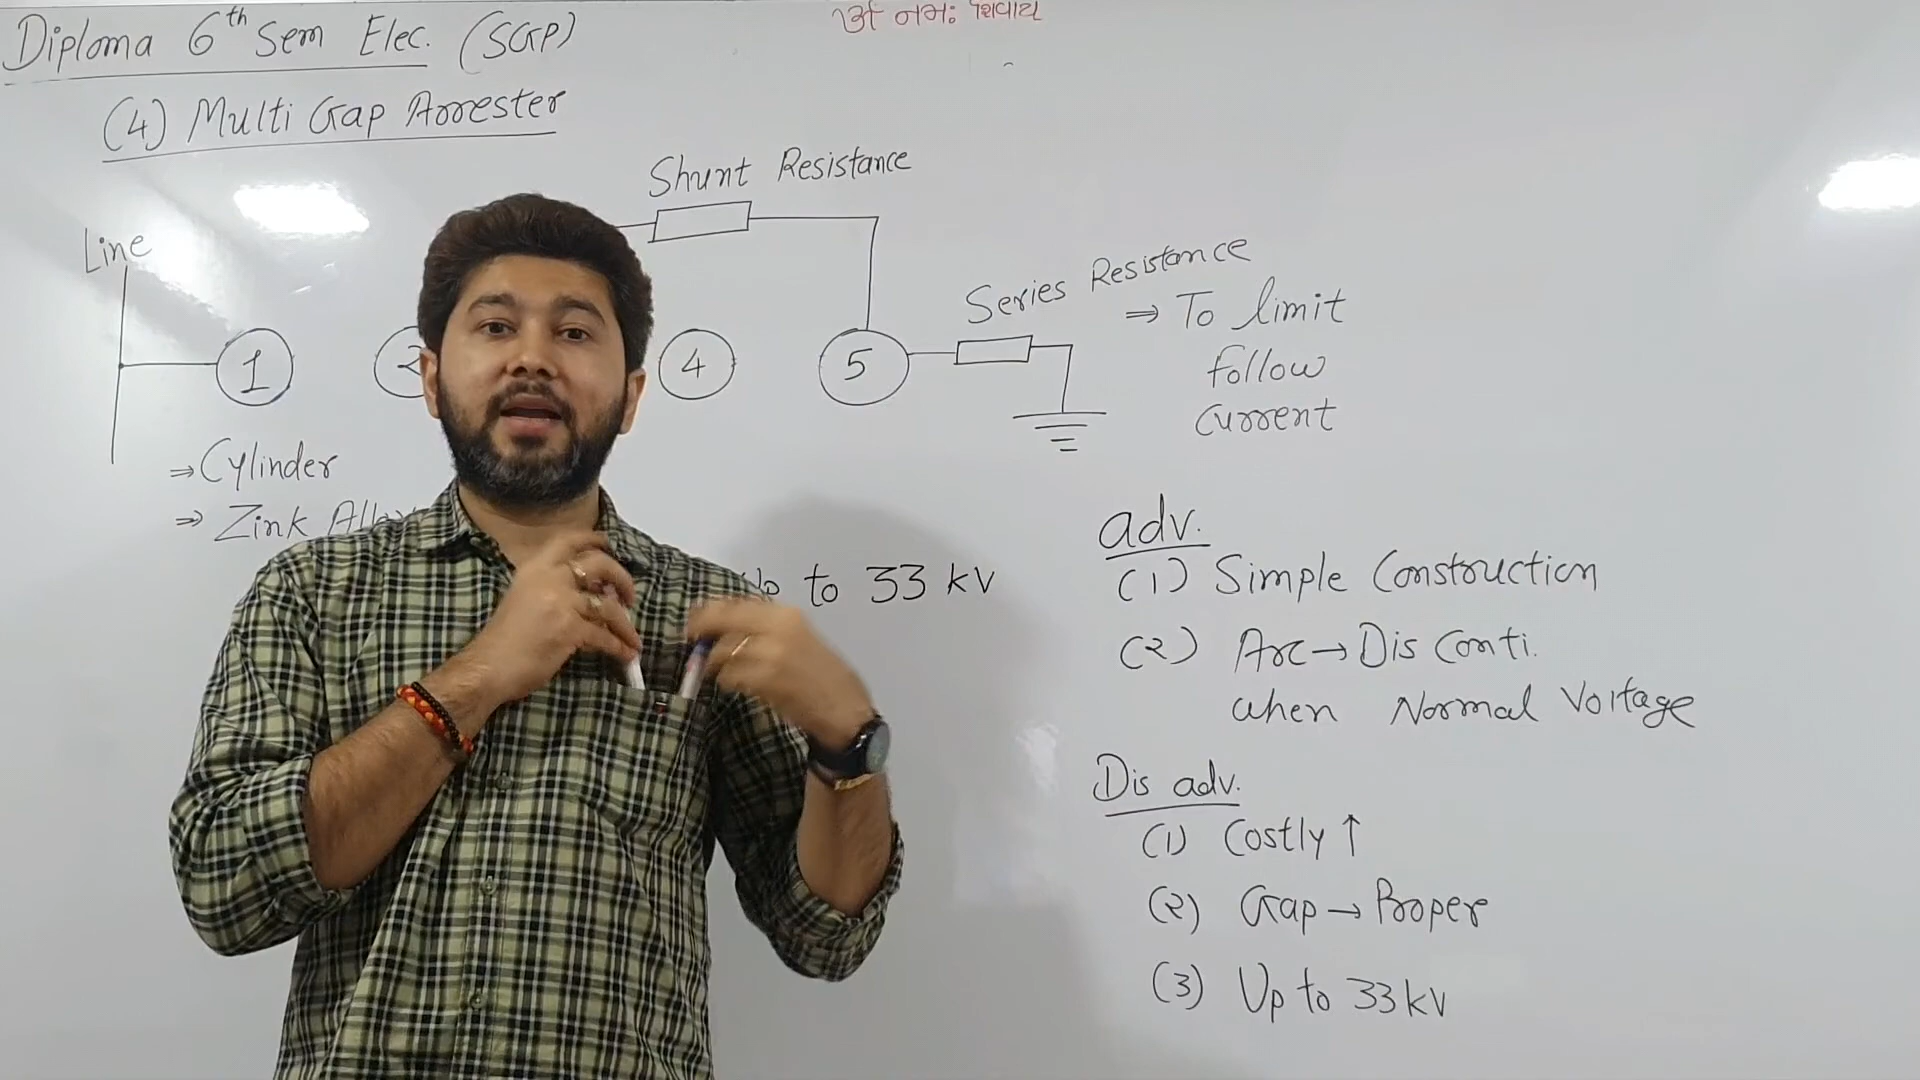 ૐ નમઃ શિવાય
Diploma 6th Sem Elec. (SGP)
(4) Multi Gap Arrester
Shunt Resistance
Line
Series Resistance
⇒ To limit
follow
current
1 2 4 5
⇒ Cylinder
⇒ Zink
to 33 kV
adv.
(1) Simple Construction
(2) Arc → Dis Conti.
when Normal Voltage
Dis adv.
(1) Costly ↑
(2) Gap → Proper
(3) Up to 33 kV